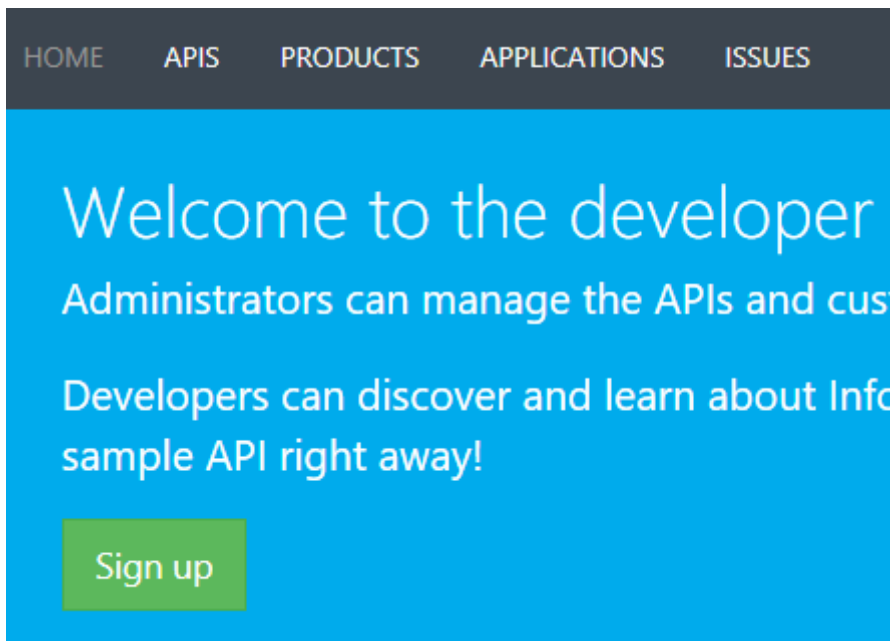 HOME APIS PRODUCTS APPLICATIONS ISSUES
Welcome to the developer
Administrators can manage the APIs and
Developers can discover and learn about
sample API right away!
Sign up